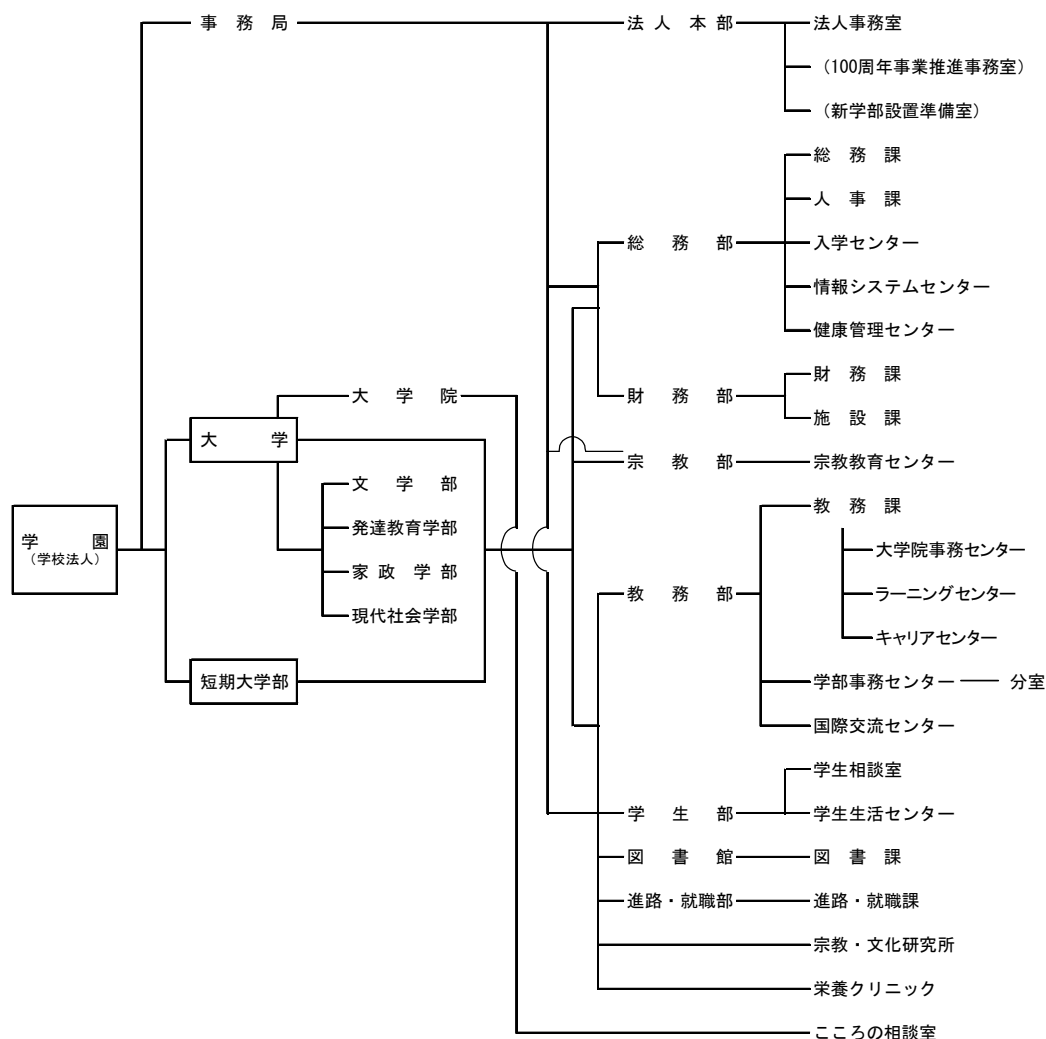 事務局
法人本部
法人事務室
（100周年事業推進事務室）
（新学部設置準備室）
総務課
人事課
総務部
入学センター
情報システムセンター
健康管理センター
財務課
大学院
財務部
施設課
大学
宗教部
宗教教育センター
文学部
教務課
発達教育学部
学園
（学校法人）
大学院事務センター
家政学部
教務部
ラーニングセンター
現代社会学部
キャリアセンター
短期大学部
学部事務センター
分室
国際交流センター
学生相談室
学生部
学生生活センター
図書館
図書課
進路・就職部
進路・就職課
宗教・文化研究所
栄養クリニック
こころの相談室